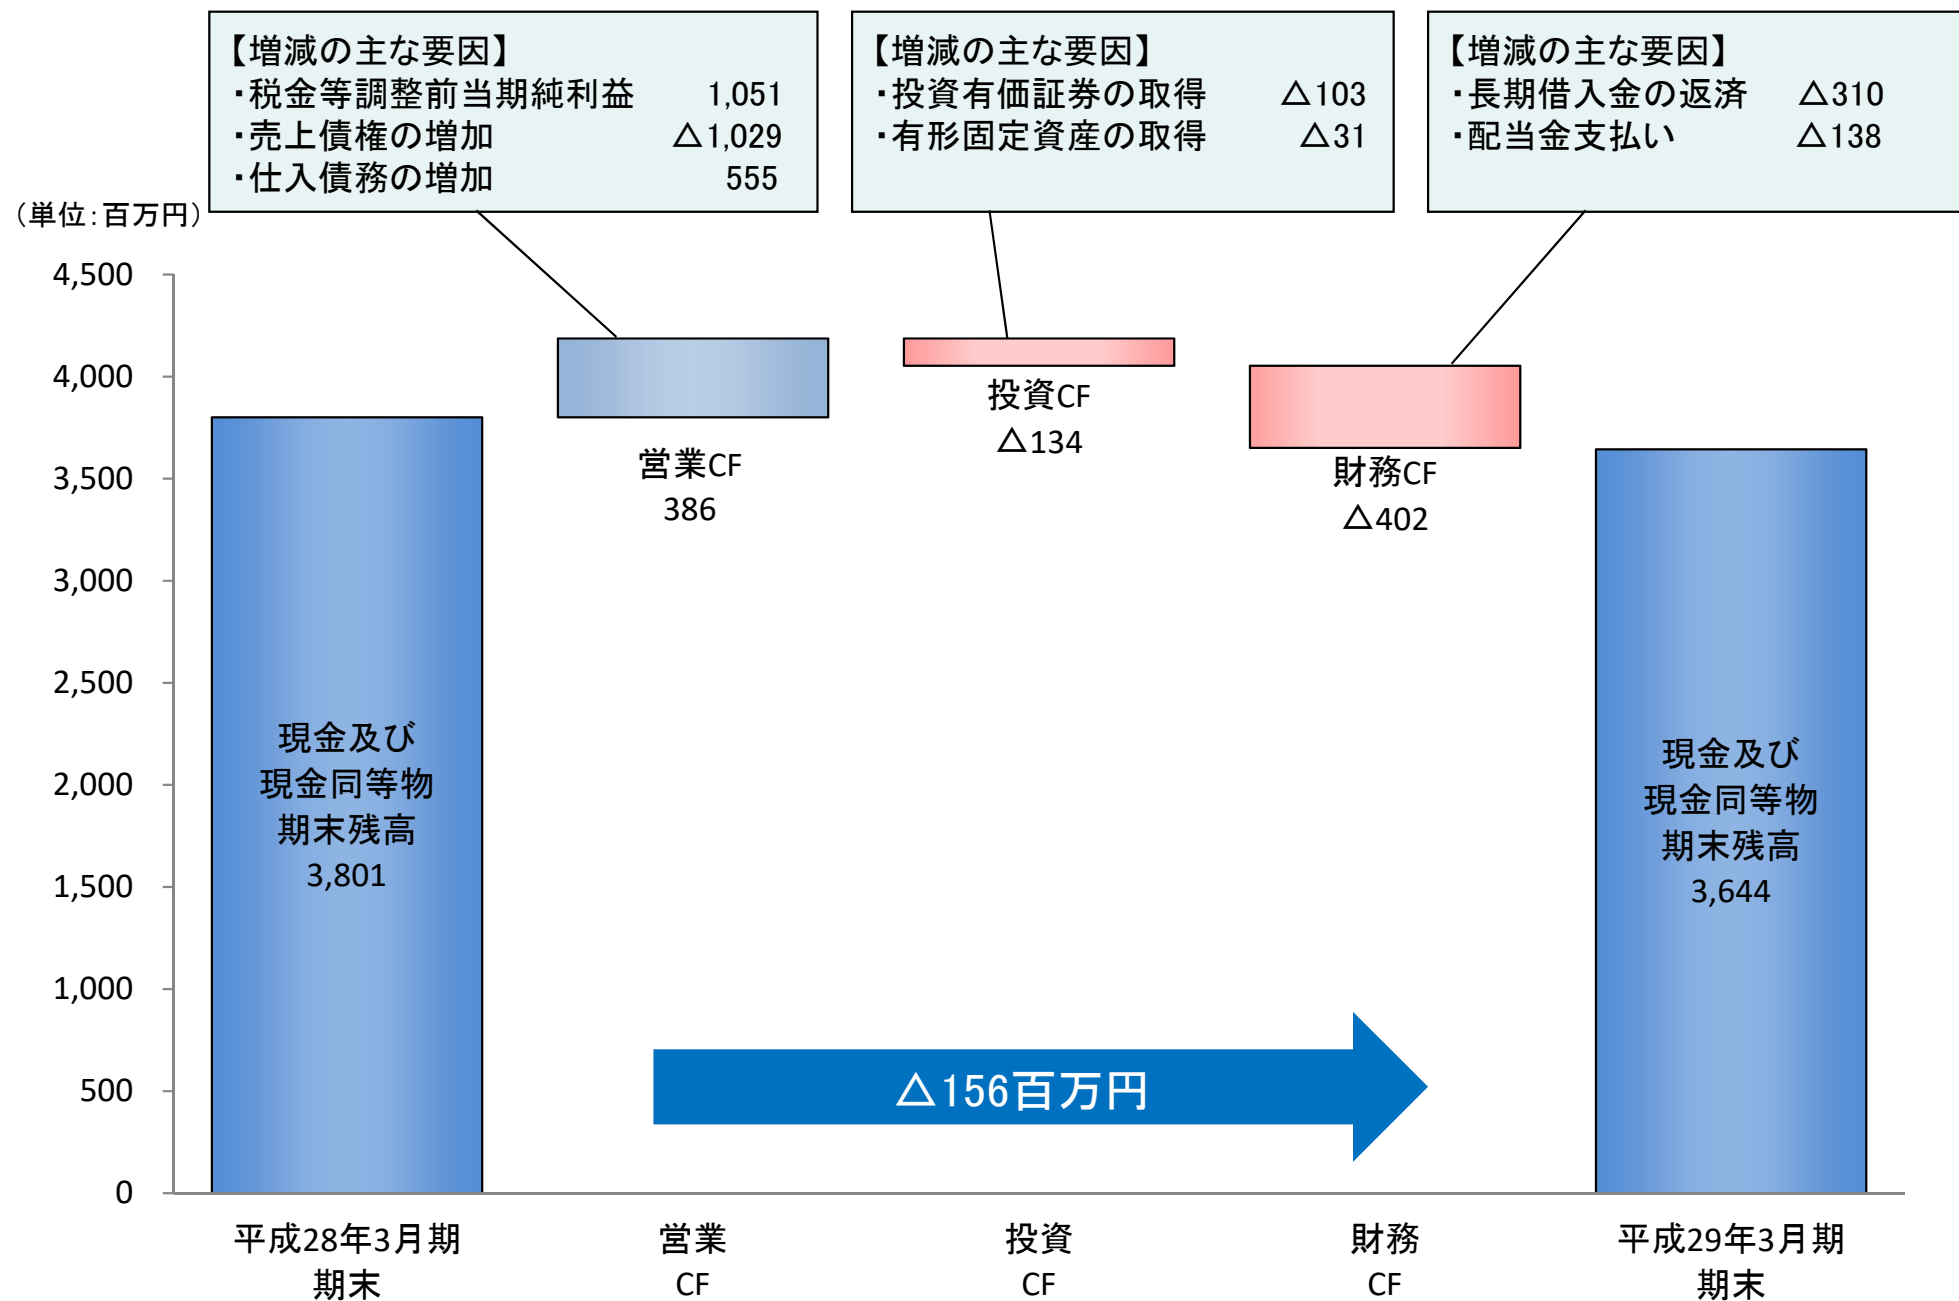 【増減の主な要因】
・税金等調整前当期純利益 1,051
・売上債権の増加 △1,029
・仕入債務の増加 555
【増減の主な要因】
・投資有価証券の取得 △103
・有形固定資産の取得 △31
【増減の主な要因】
・長期借入金の返済 △310
・配当金支払い △138
（単位：百万円）
4,500
4,000
3,500
3,000
2,500
2,000
1,500
1,000
500
0
現金及び
現金同等物
期末残高
3,801
営業CF
386
投資CF
△134
財務CF
△402
現金及び
現金同等物
期末残高
3,644
△156百万円
平成28年3月期
期末
営業
CF
投資
CF
財務
CF
平成29年3月期
期末